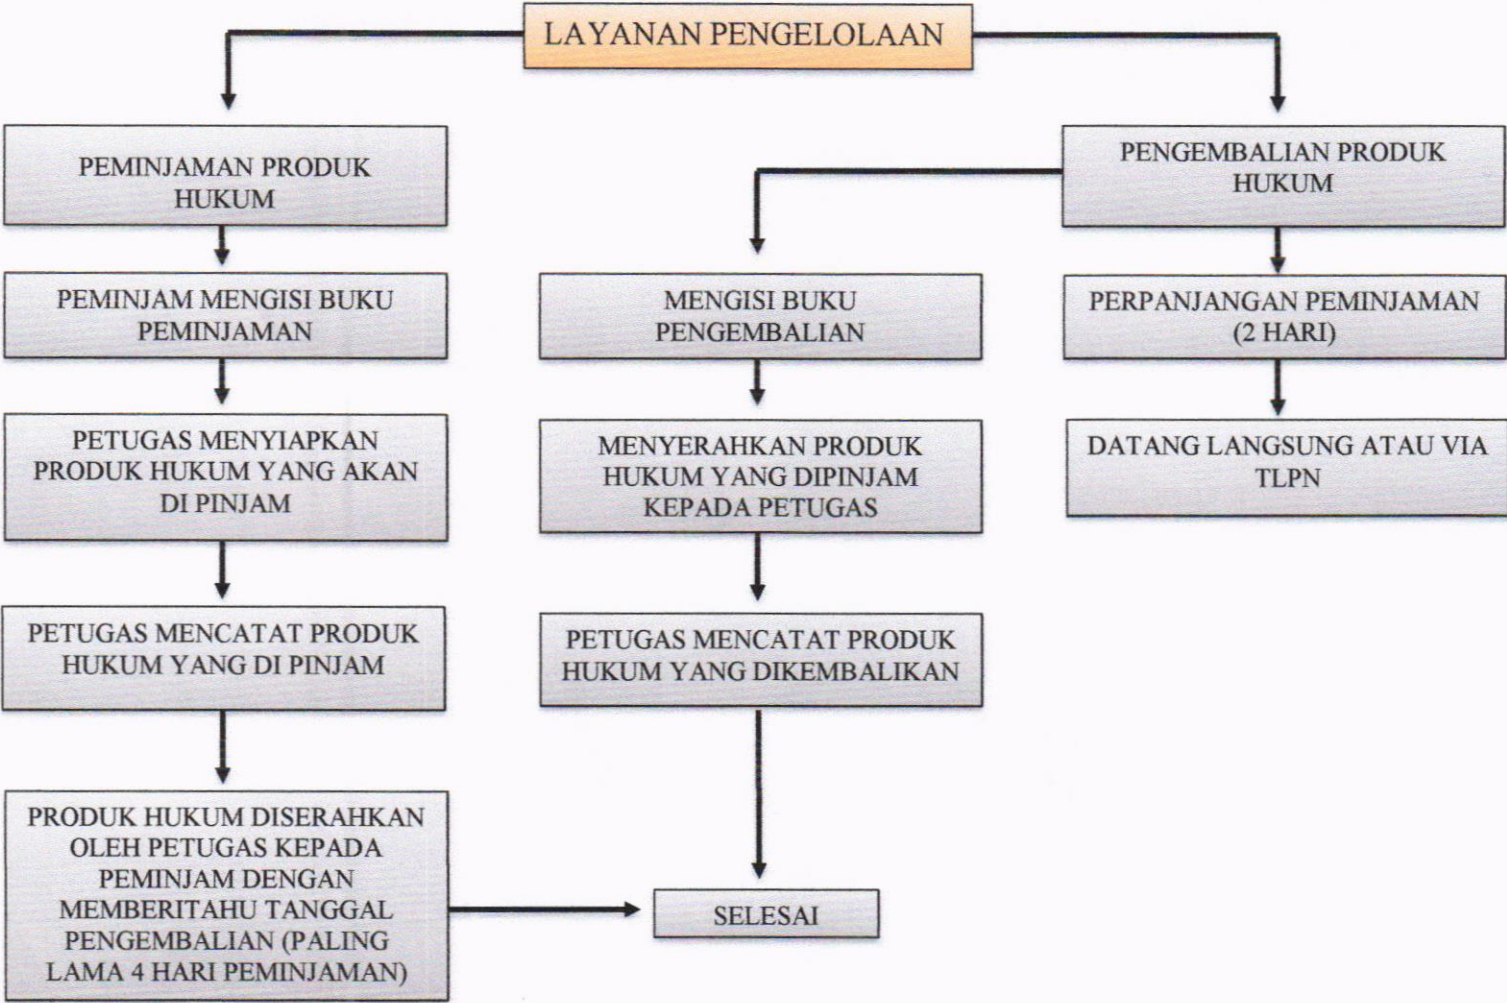 LAYANAN PENGELOLAAN
PEMINJAMAN PRODUK
HUKUM
PEMINJAM MENGISI BUKU
PEMINJAMAN
PETUGAS MENYIAPKAN
PRODUK HUKUM YANG AKAN
DI PINJAM
PETUGAS MENCATAT PRODUK
HUKUM YANG DI PINJAM
PRODUK HUKUM DISERAHKAN
OLEH PETUGAS KEPADA
PEMINJAM DENGAN
MEMBERITAHU TANGGAL
PENGEMBALIAN (PALING
LAMA 4 HARI PEMINJAMAN)
PENGEMBALIAN PRODUK
HUKUM
MENGISI BUKU
PENGEMBALIAN
MENYERAHKAN PRODUK
HUKUM YANG DIPINJAM
KEPADA PETUGAS
PETUGAS MENCATAT PRODUK
HUKUM YANG DIKEMBALIKAN
SELESAI
PERPANJANGAN PEMINJAMAN
(2 HARI)
DATANG LANGSUNG ATAU VIA
TLPN